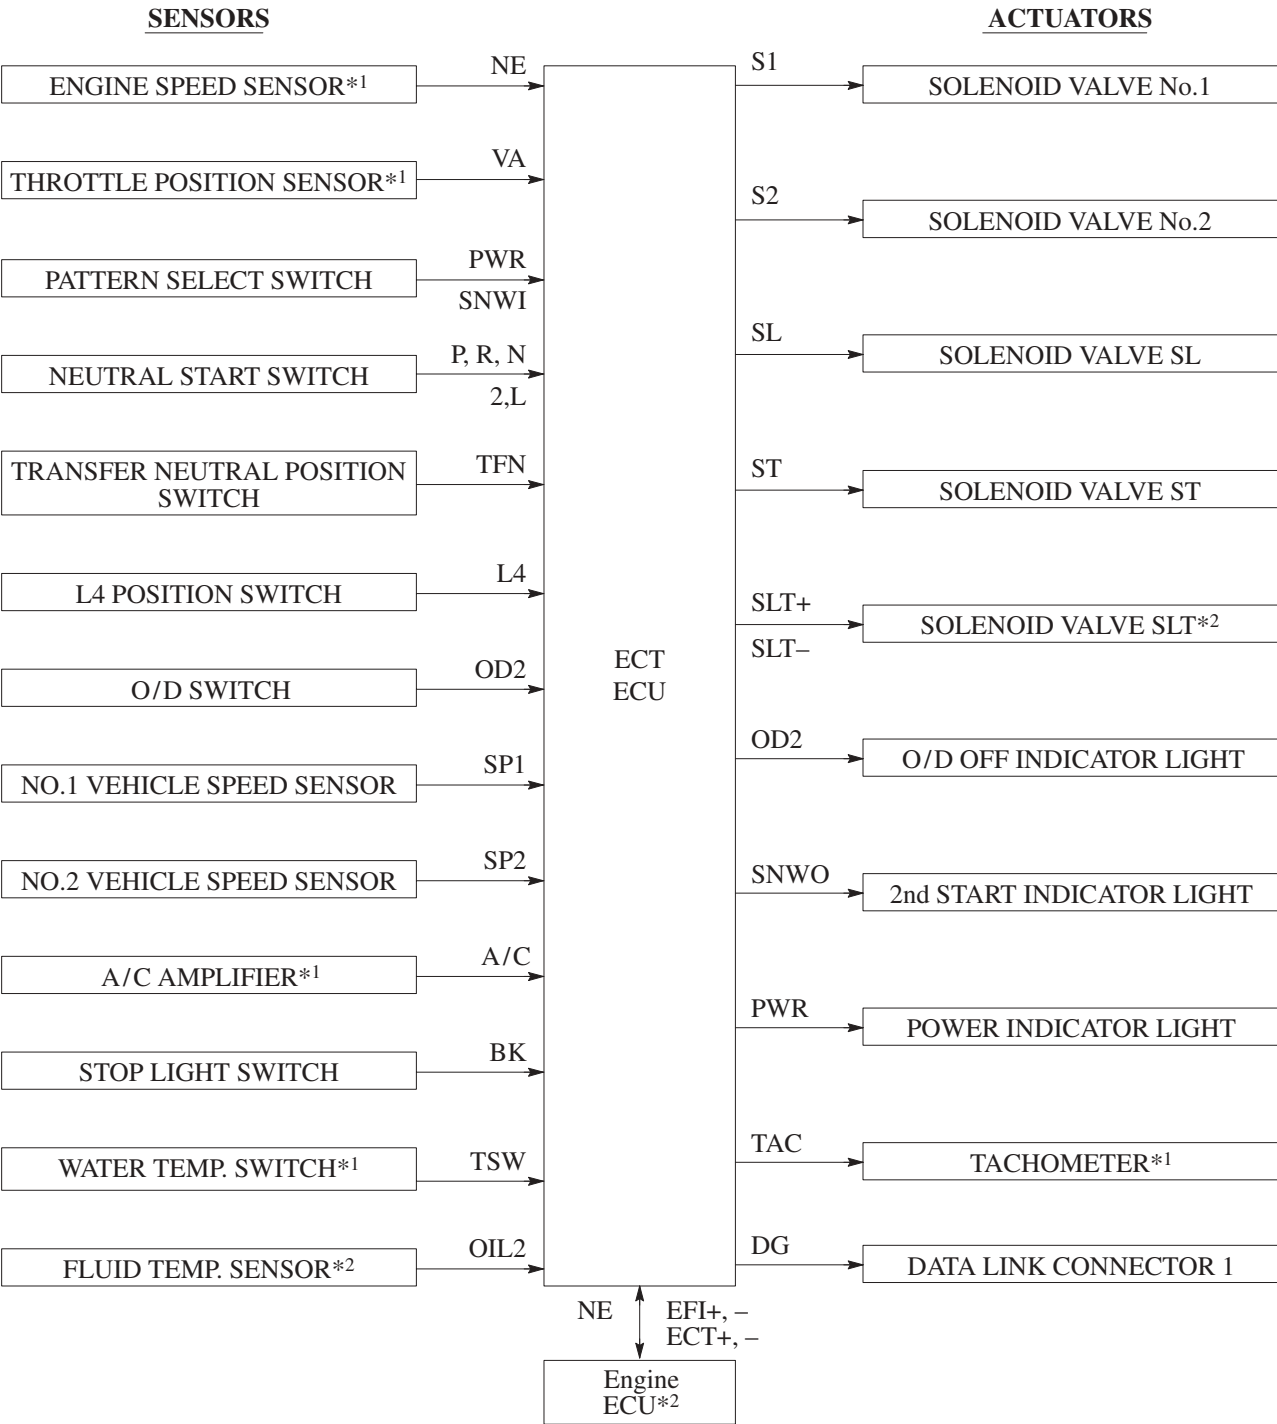 SENSORS
ACTUATORS
ENGINE SPEED SENSOR*1
NE
S1
SOLENOID VALVE No.1
THROTTLE POSITION SENSOR*1
VA
S2
SOLENOID VALVE No.2
PATTERN SELECT SWITCH
PWR
SNWI
SL
SOLENOID VALVE SL
NEUTRAL START SWITCH
P, R, N
2,L
TRANSFER NEUTRAL POSITION
SWITCH
TFN
ST
SOLENOID VALVE ST
L4 POSITION SWITCH
L4
SLT+
SLT–
SOLENOID VALVE SLT*2
ECT
ECU
O/D SWITCH
OD2
OD2
O/D OFF INDICATOR LIGHT
NO.1 VEHICLE SPEED SENSOR
SP1
NO.2 VEHICLE SPEED SENSOR
SP2
SNWO
2nd START INDICATOR LIGHT
A/C AMPLIFIER*1
A/C
PWR
POWER INDICATOR LIGHT
STOP LIGHT SWITCH
BK
WATER TEMP. SWITCH*1
TSW
TAC
TACHOMETER*1
FLUID TEMP. SENSOR*2
OIL2
DG
DATA LINK CONNECTOR 1
NE
EFI+, –
ECT+, –
Engine
ECU*2